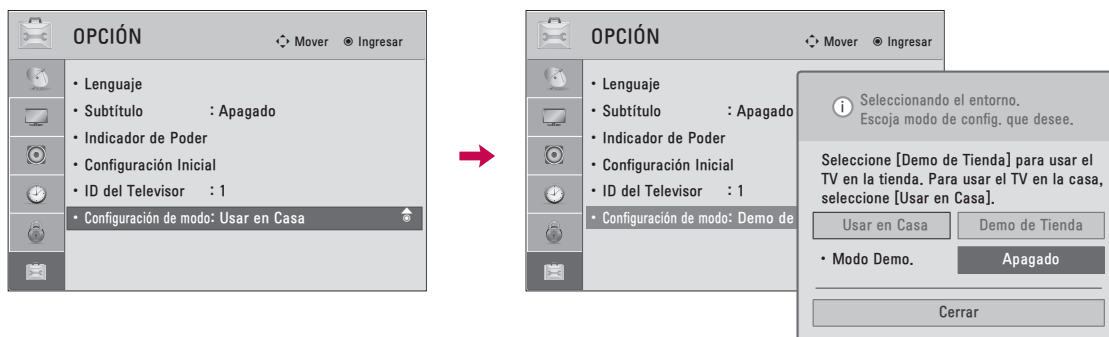 OPCIÓN
Mover Ingresar
• Lenguaje
• Subtítulo : Apagado
• Indicador de Poder
• Configuración Inicial
• ID del Televisor : 1
• Configuración de modo: Usar en Casa
OPCIÓN
Mover Ingresar
• Lenguaje
• Subtítulo : Apagado
• Indicador de Poder
• Configuración Inicial
• ID del Televisor : 1
• Configuración de modo: Demo de
i
Seleccionando el entorno.
Escoja modo de config. que desee.
Seleccione [Demo de Tienda] para usar el
TV en la tienda. Para usar el TV en la casa,
seleccione [Usar en Casa].
Usar en Casa Demo de Tienda
• Modo Demo. Apagado
Cerrar